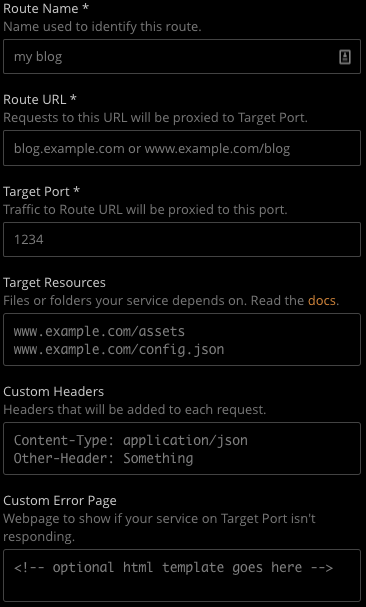 Route Name *
Name used to identify this route.
my blog
Route URL *
Requests to this URL will be proxied to Target Port.
blog.example.com or www.example.com/blog
Target Port *
Traffic to Route URL will be proxied to this port.
1234
Target Resources
Files or folders your service depends on. Read the docs.
www.example.com/assets
www.example.com/config.json
Custom Headers
Headers that will be added to each request.
Content-Type: application/json
Other-Header: Something
Custom Error Page
Webpage to show if your service on Target Port isn't
responding.
<!-- optional html template goes here -->